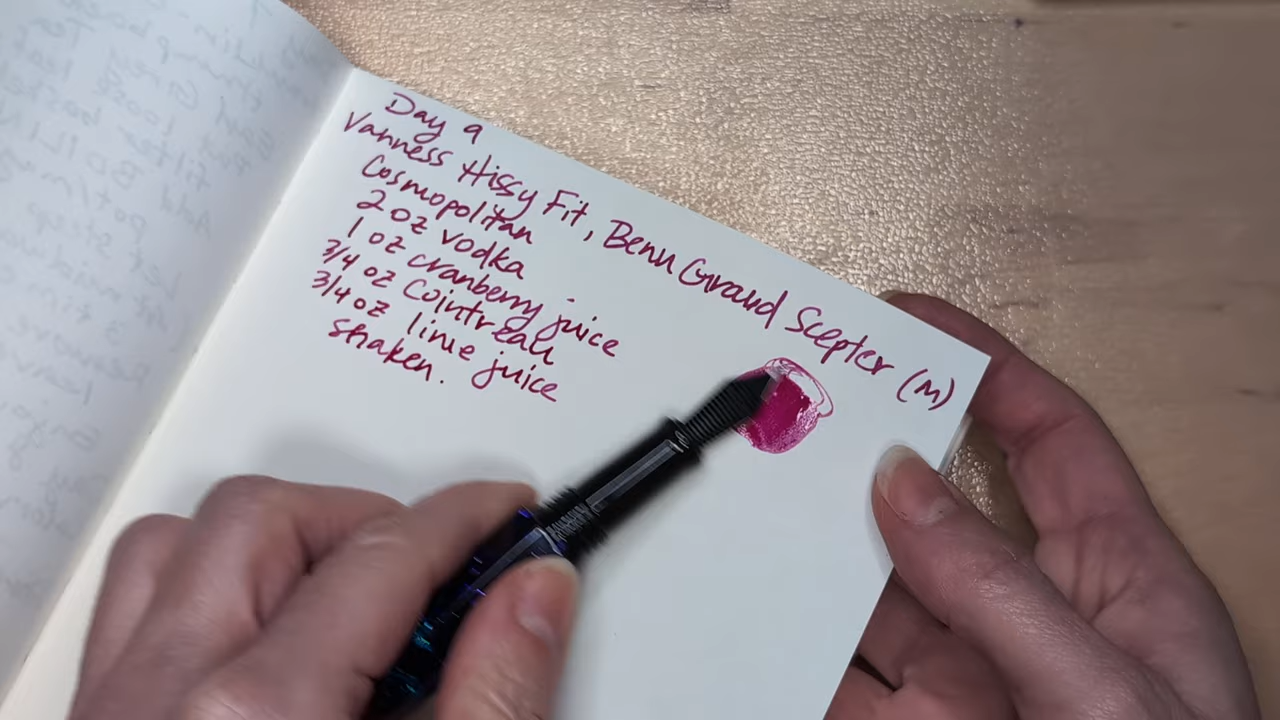 Day 9
Vanness Hissy Fit, Benu Grand Scepter (M)
Cosmopolitan
2 oz vodka
1 oz cranberry juice
3/4 oz Cointreau
3/4 oz lime juice
Shaken.